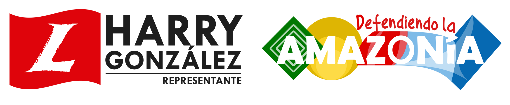 L HARRY
GONZÁLEZ
REPRESENTANTE
Defendiendo la
AMAZONÍA